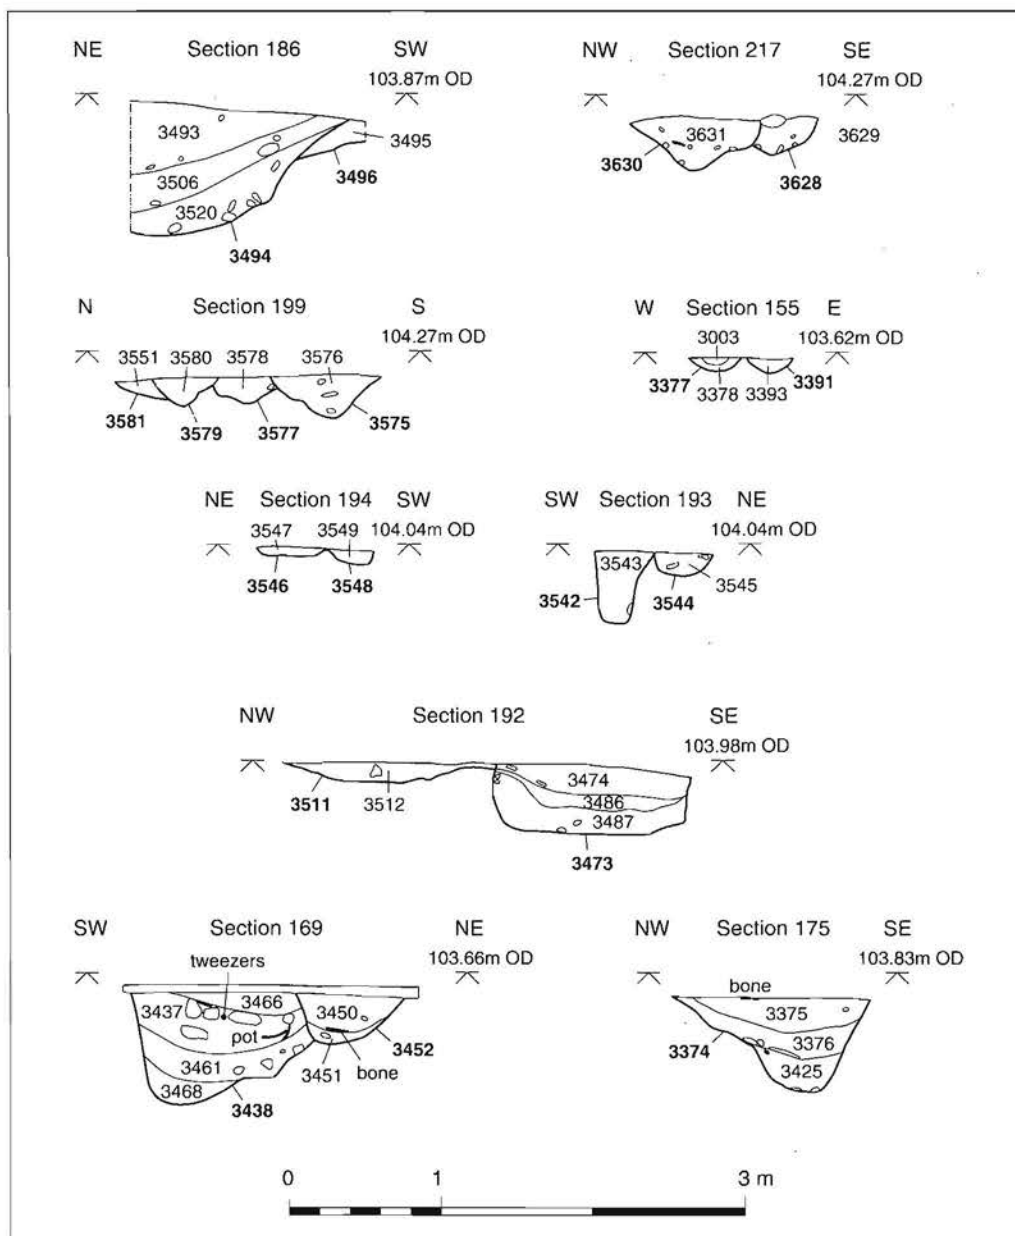 NE Section 186 SW
103.87m OD
3493
3495
3506
3496
3520
3494
NW Section 217 SE
104.27m OD
3631
3629
3630
3628
N Section 199 S
104.27m OD
3551 3580 3578 3576
3581
3579
3577
3575
W Section 155 E
103.62m OD
3003
3377
3378
3393
3391
NE Section 194 SW
104.04m OD
3547 3549
3546 3548
SW Section 193 NE
104.04m OD
3543
3545
3542
3544
NW Section 192 SE
103.98m OD
3474
3486
3487
3511
3512
3473
SW Section 169 NE
103.66m OD
tweezers
3466
3437
3450
pot
3452
3461
3451
bone
3468
3438
NW Section 175 SE
103.83m OD
bone
3375
3376
3374
3425
0 1 3 m